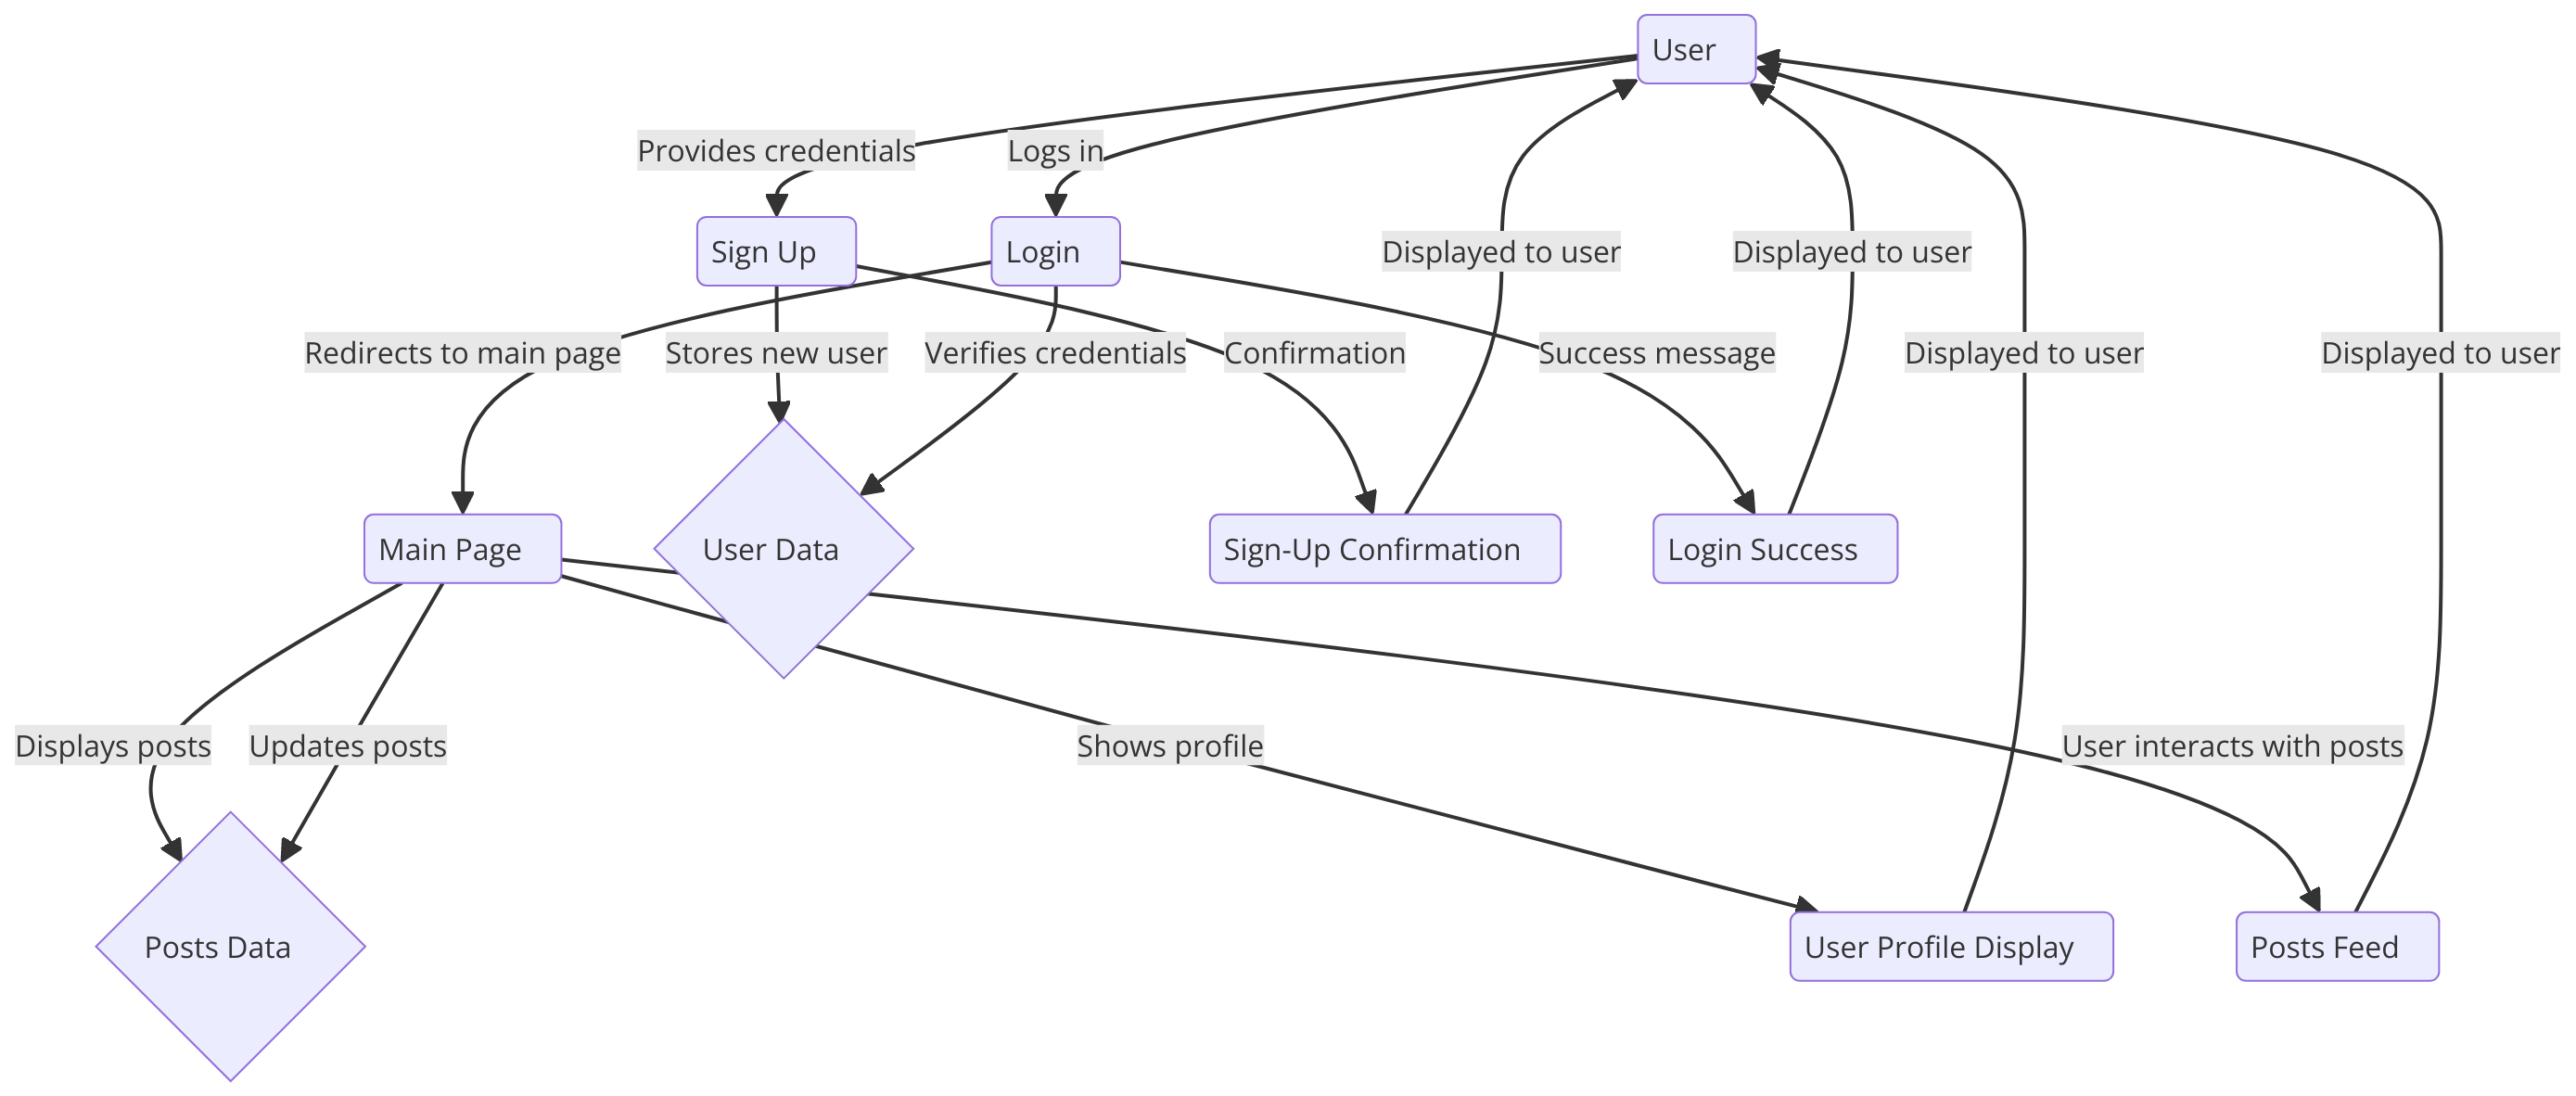 User
Provides credentials
Logs in
Sign Up
Login
Displayed to user
Displayed to user
Redirects to main page
Stores new user
Verifies credentials
Confirmation
Success message
Displayed to user
Displayed to user
Main Page
User Data
Sign-Up Confirmation
Login Success
Displays posts
Updates posts
Shows profile
User interacts with posts
Posts Data
User Profile Display
Posts Feed